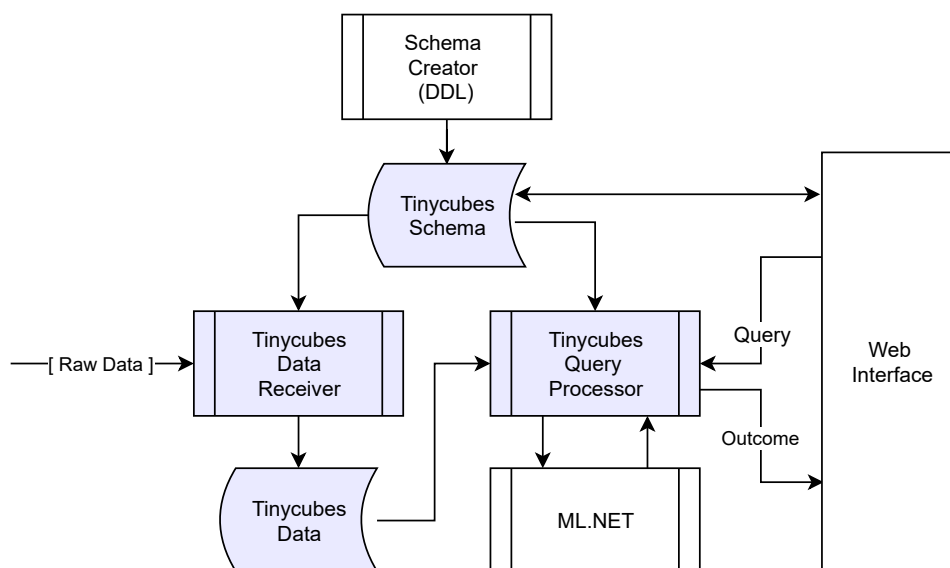 Schema
Creator
(DDL)
Tinycubes
Schema
Tinycubes
Data
Receiver
Tinycubes
Query
Processor
Query
Web
Interface
[ Raw Data ]
Outcome
Tinycubes
Data
ML.NET